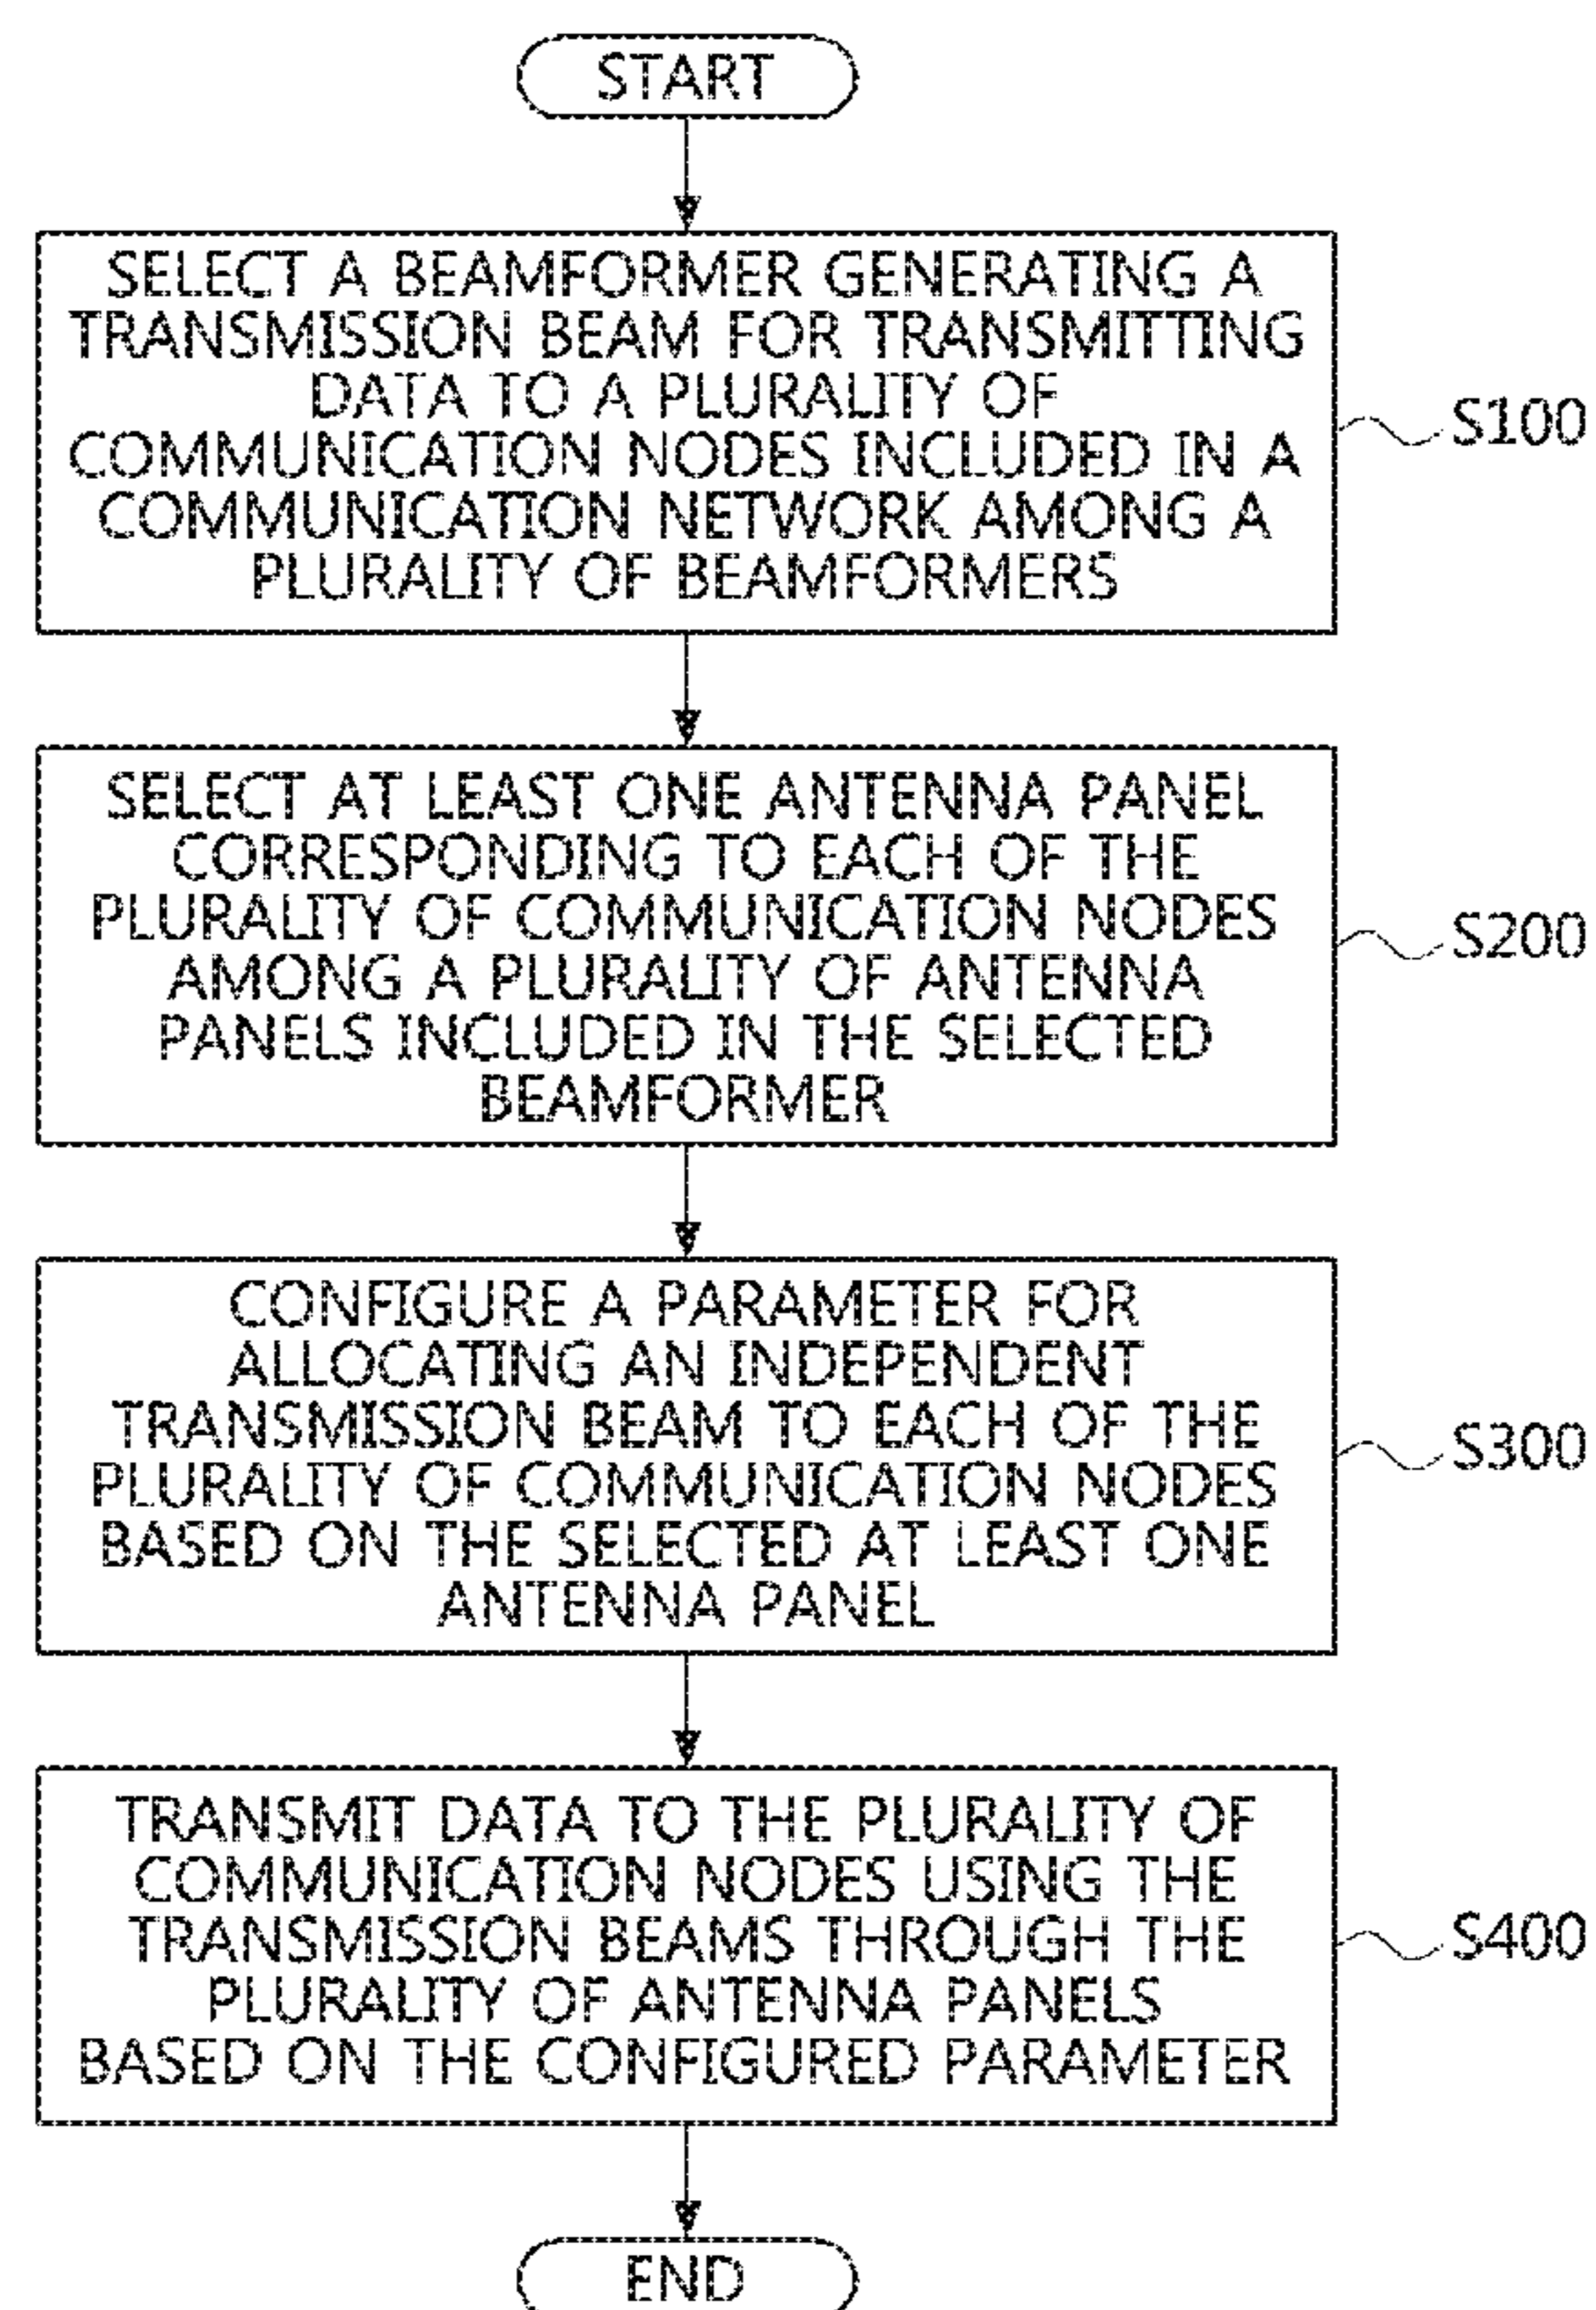 START
SELECT A BEAMFORMER GENERATING A
TRANSMISSION BEAM FOR TRANSMITTING
DATA TO A PLURALITY OF
COMMUNICATION NODES INCLUDED IN A
COMMUNICATION NETWORK AMONG A
PLURALITY OF BEAMFORMERS
S100
SELECT AT LEAST ONE ANTENNA PANEL
CORRESPONDING TO EACH OF THE
PLURALITY OF COMMUNICATION NODES
AMONG A PLURALITY OF ANTENNA
PANELS INCLUDED IN THE SELECTED
BEAMFORMER
S200
CONFIGURE A PARAMETER FOR
ALLOCATING AN INDEPENDENT
TRANSMISSION BEAM TO EACH OF THE
PLURALITY OF COMMUNICATION NODES
BASED ON THE SELECTED AT LEAST ONE
ANTENNA PANEL
S300
TRANSMIT DATA TO THE PLURALITY OF
COMMUNICATION NODES USING THE
TRANSMISSION BEAMS THROUGH THE
PLURALITY OF ANTENNA PANELS
BASED ON THE CONFIGURED PARAMETER
S400
END